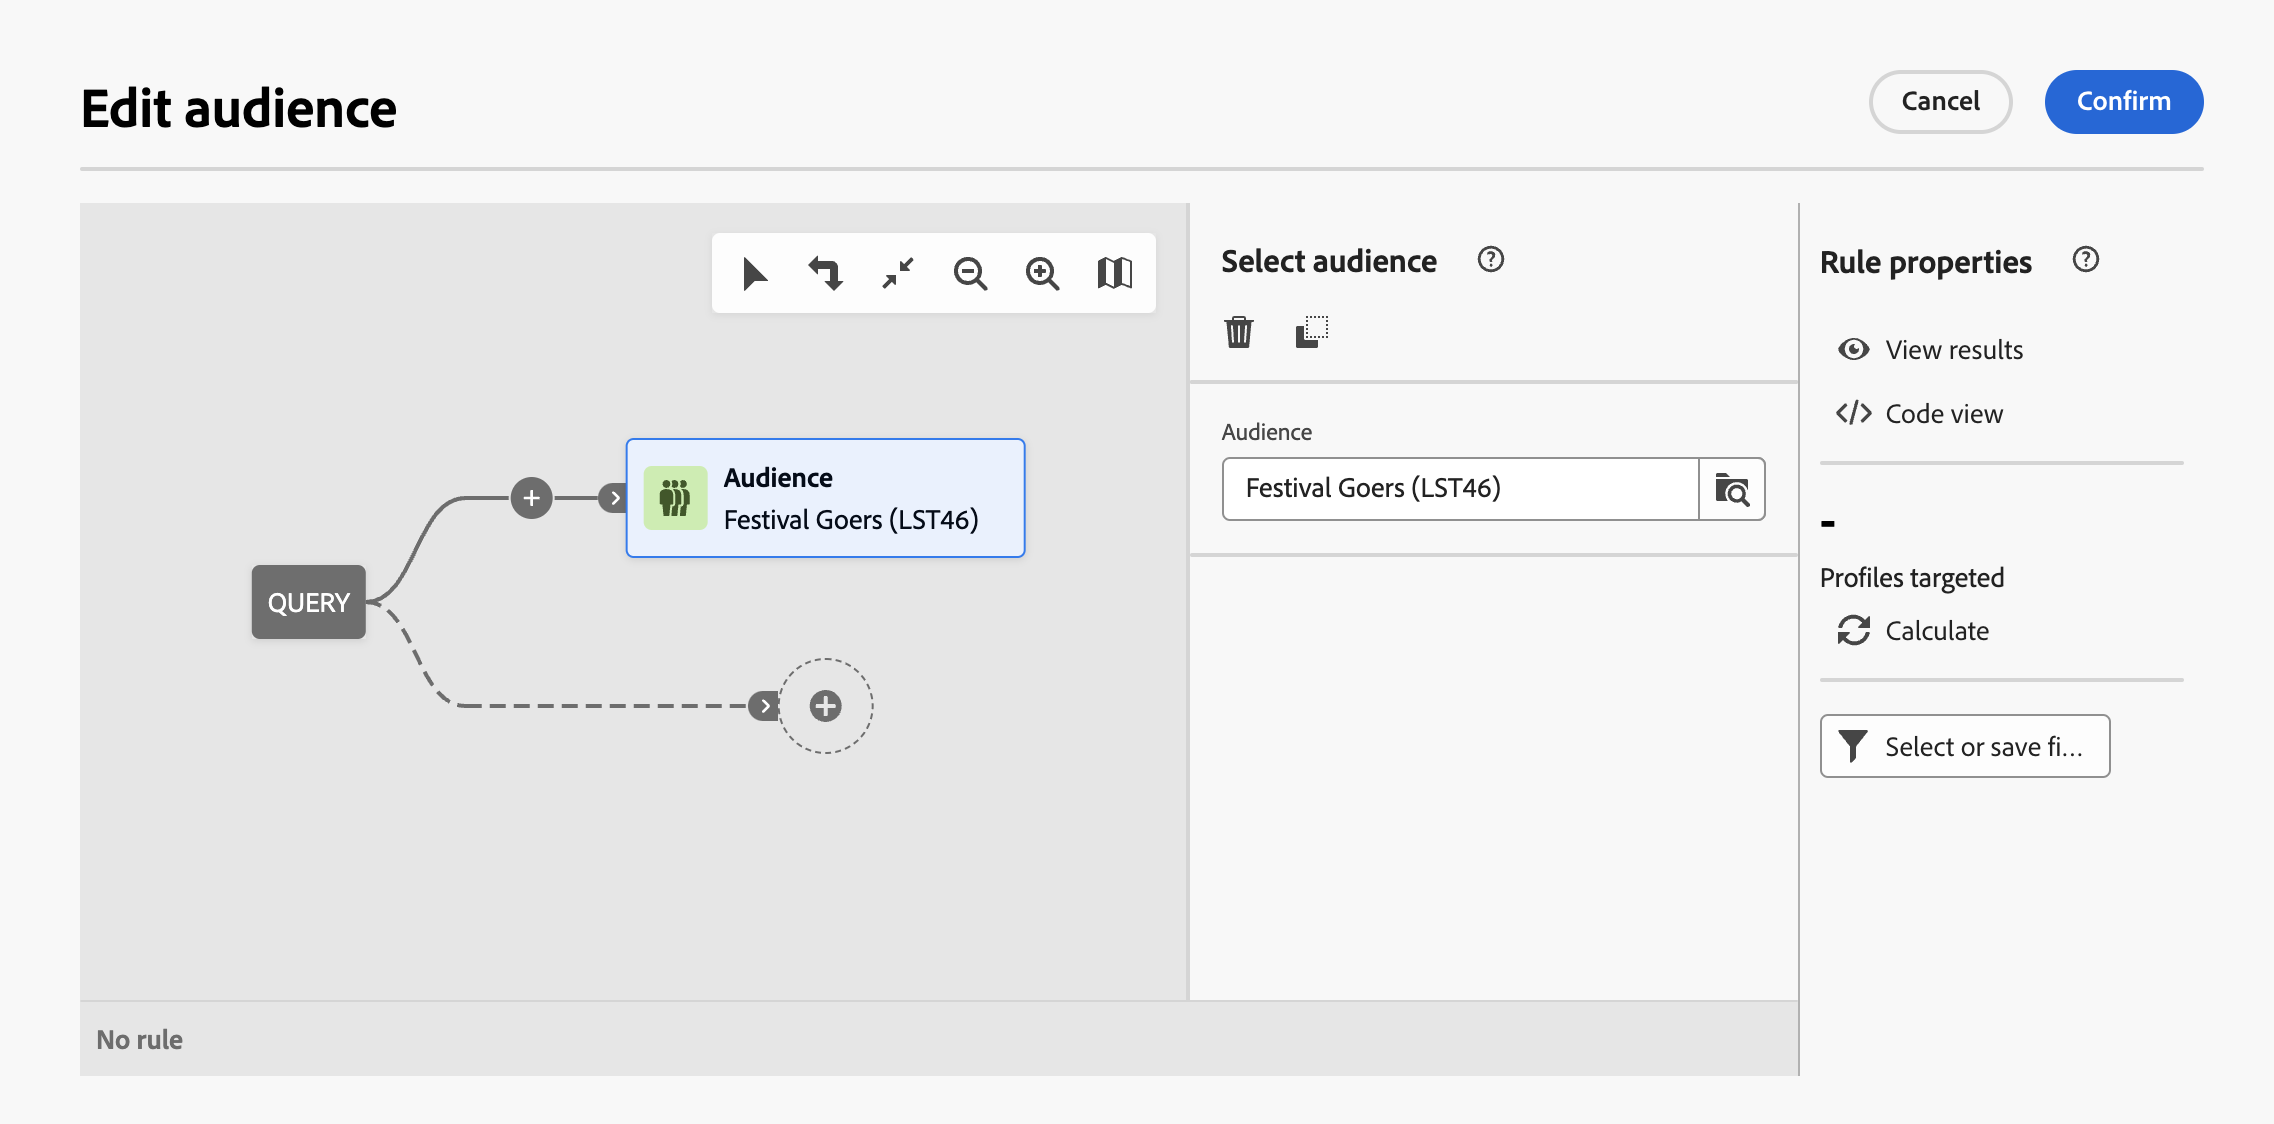 Edit audience
Cancel
Confirm
Select audience
Rule properties
View results
Code view
Audience
Festival Goers (LST46)
Audience
Festival Goers (LST46)
QUERY
-
Profiles targeted
Calculate
Select or save fi...
No rule